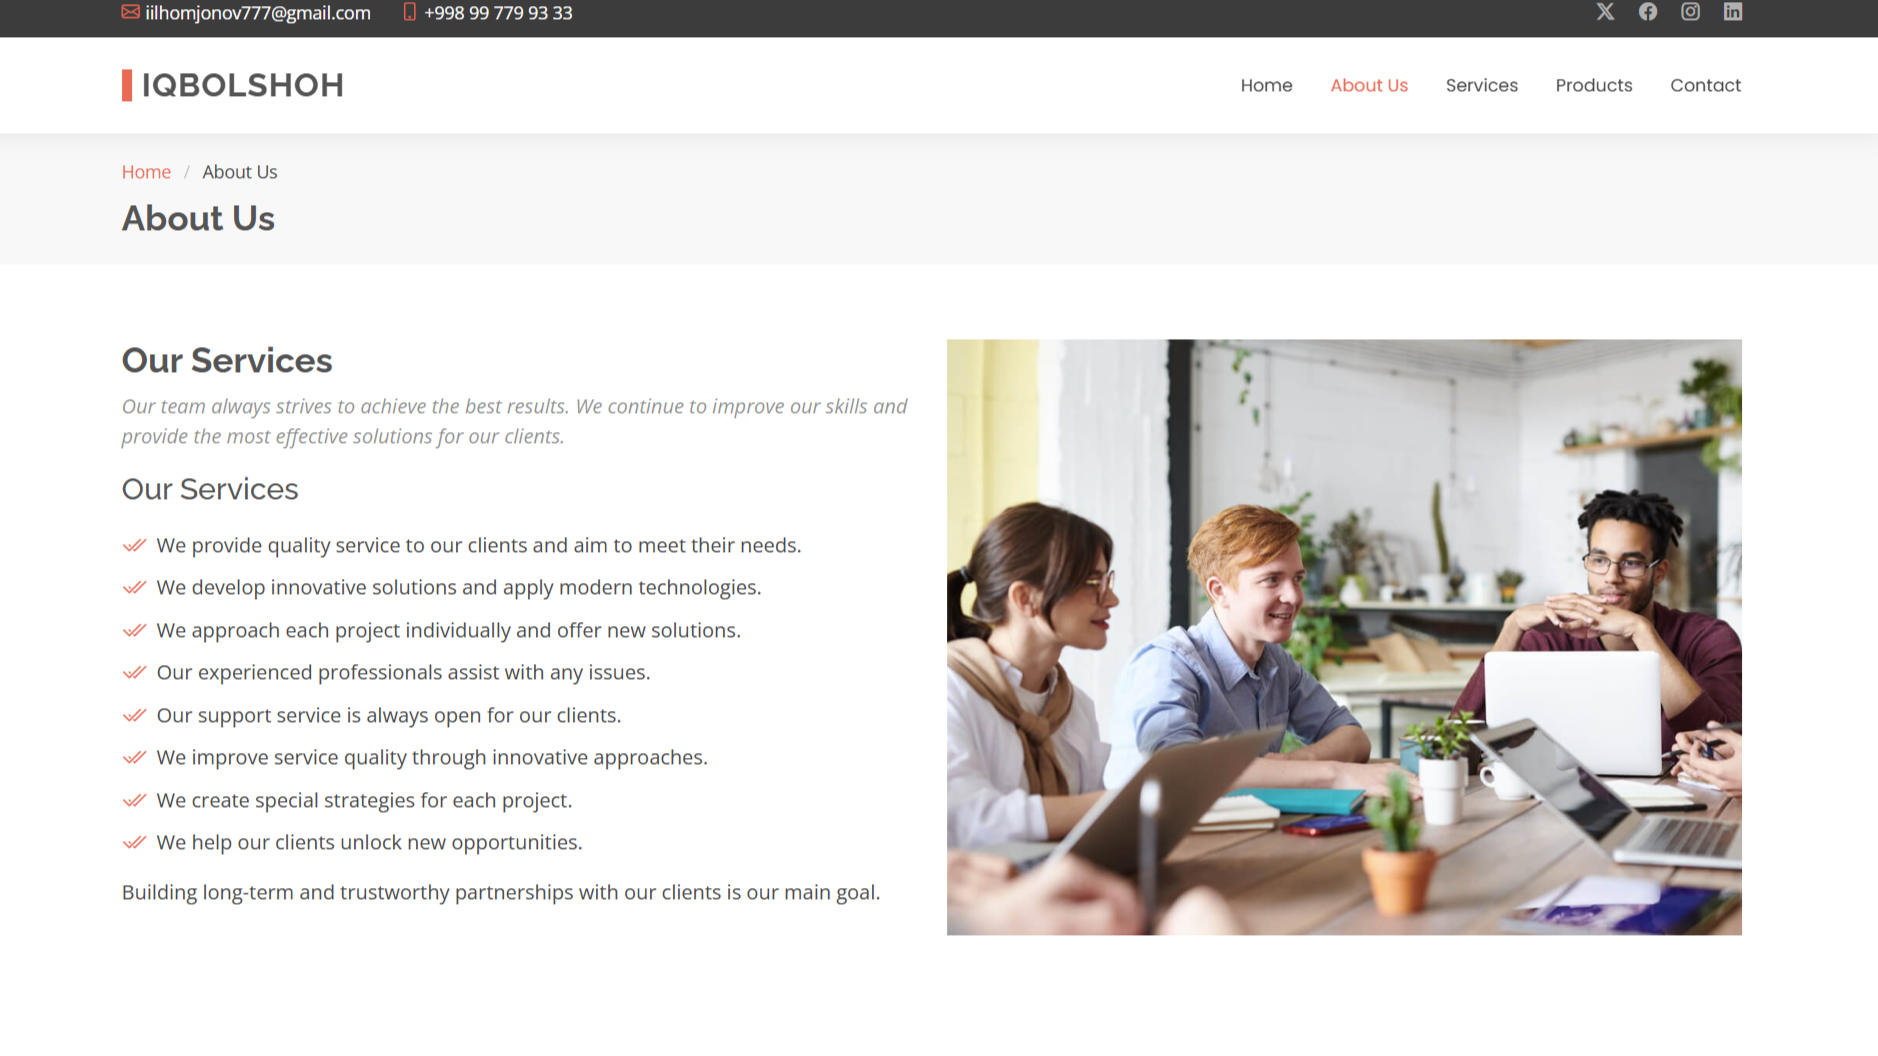 iilhomjonov777@gmail.com +998 99 779 93 33
IQBOLSHOH
Home About Us Services Products Contact
Home / About Us
About Us
Our Services
Our team always strives to achieve the best results. We continue to improve our skills and
provide the most effective solutions for our clients.
Our Services
We provide quality service to our clients and aim to meet their needs.
We develop innovative solutions and apply modern technologies.
We approach each project individually and offer new solutions.
Our experienced professionals assist with any issues.
Our support service is always open for our clients.
We improve service quality through innovative approaches.
We create special strategies for each project.
We help our clients unlock new opportunities.
Building long-term and trustworthy partnerships with our clients is our main goal.